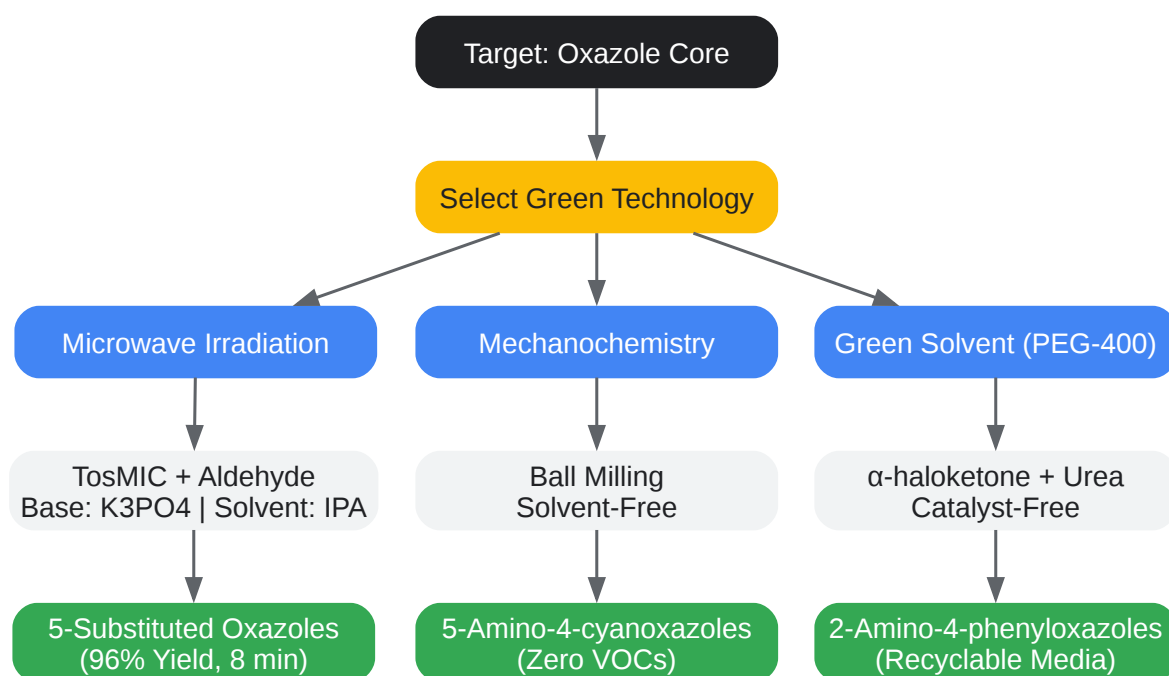 Target: Oxazole Core
Select Green Technology
Microwave Irradiation
Mechanochemistry
Green Solvent (PEG-400)
TosMIC + Aldehyde
Base: K3PO4 | Solvent: IPA
Ball Milling
Solvent-Free
α-haloketone + Urea
Catalyst-Free
5-Substituted Oxazoles
(96% Yield, 8 min)
5-Amino-4-cyanoxazoles
(Zero VOCs)
2-Amino-4-phenyloxazoles
(Recyclable Media)